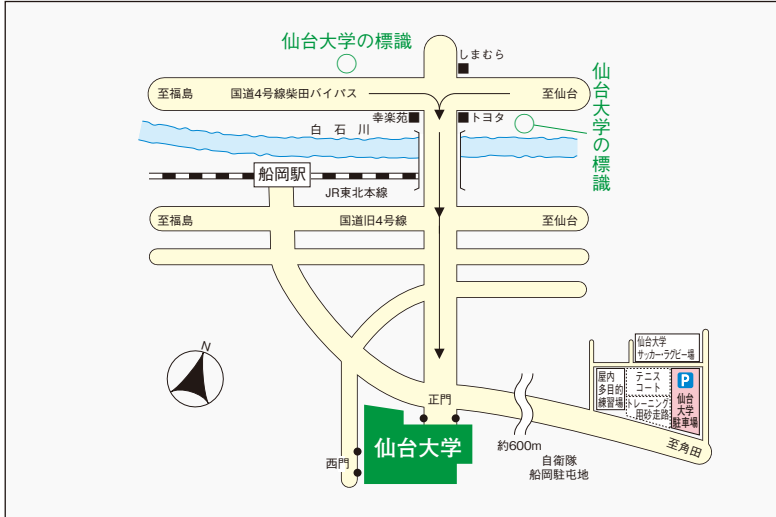 仙台大学の標識
しまむら
仙台大学の標識
至福島
国道4号線柴田バイパス
至仙台
幸楽苑
トヨタ
白石川
船岡駅
JR東北本線
至福島
国道旧4号線
至仙台
N
仙台大学
サッカー・ラグビー場
屋内
多目的
練習場
テニス
コート
トレーニング
用砂走路
P
仙台
大学
駐車場
正門
仙台大学
西門
約600m
自衛隊
船岡駐屯地
至角田